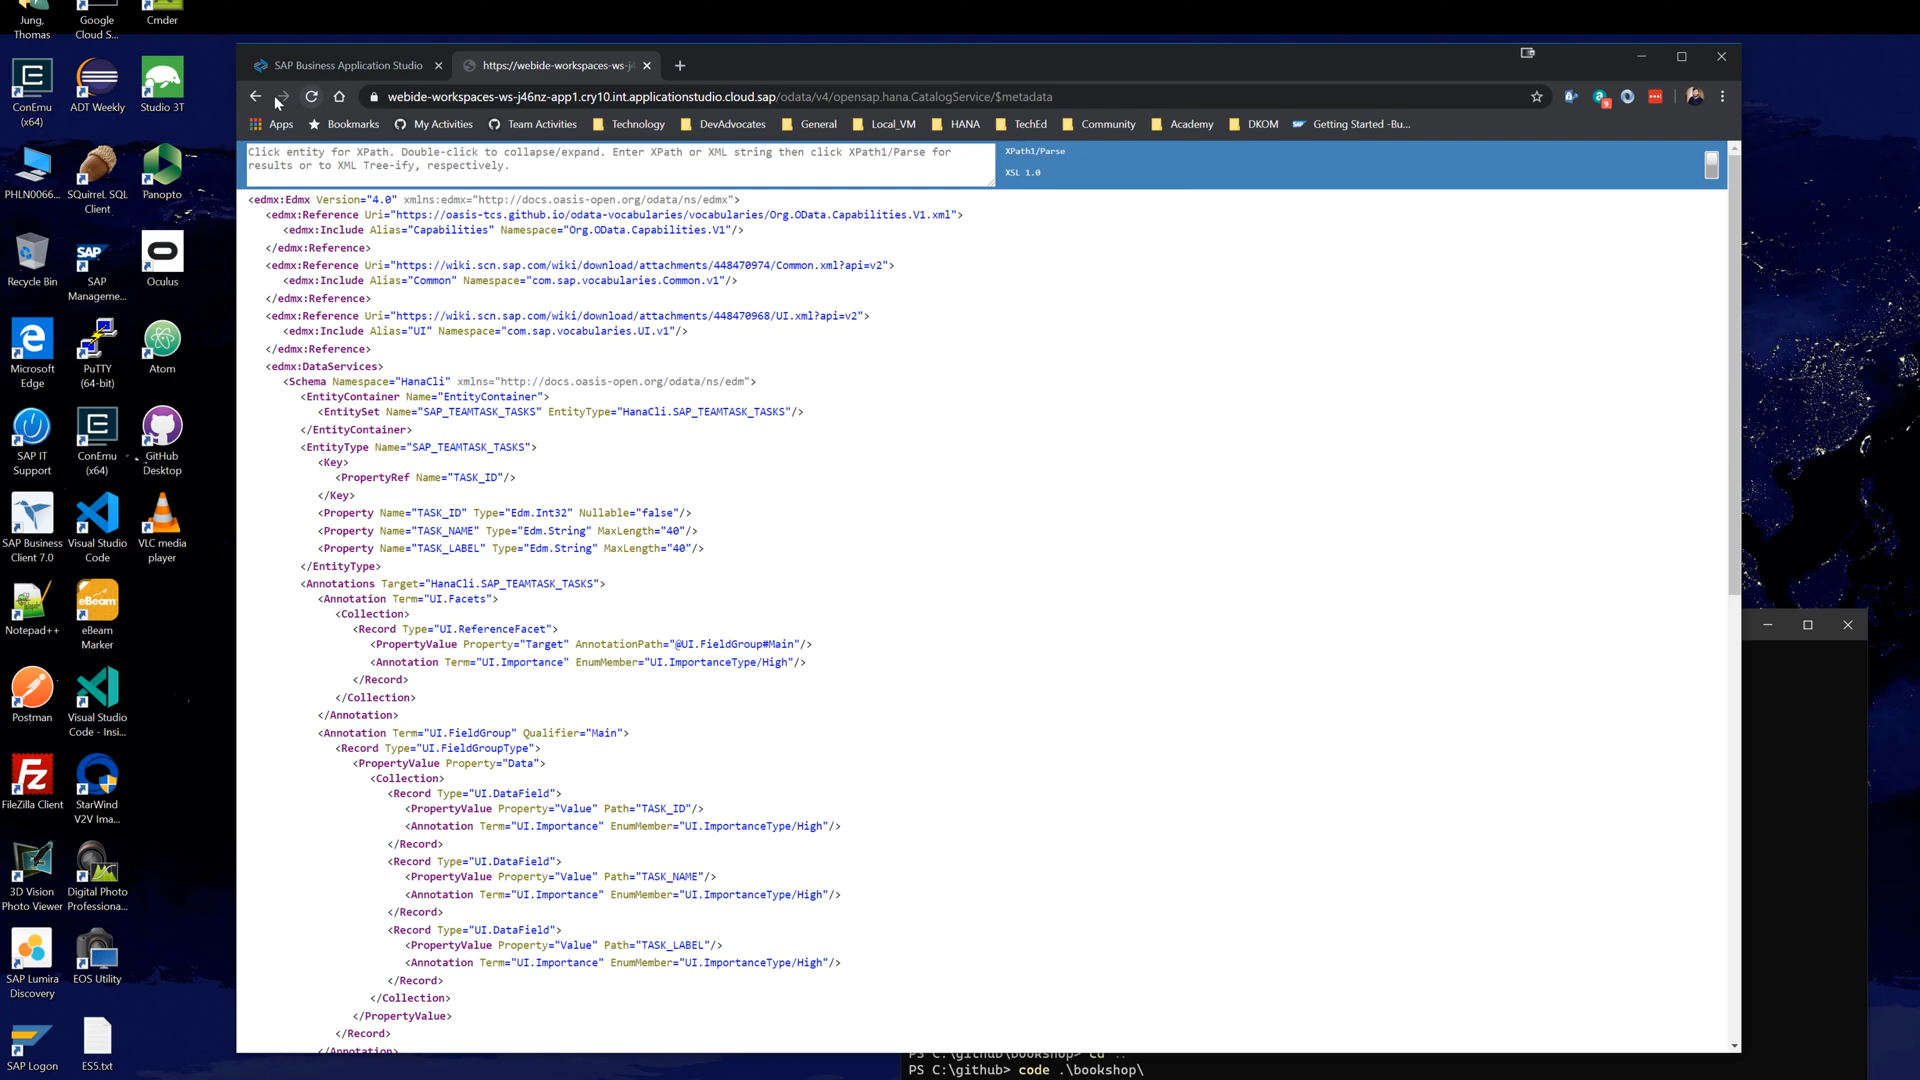 Jung,
Thomas
Google
Cloud S...
Cmder
ConEmu
(x64)
ADT Weekly
Studio 3T
PHLN0066...
SQuirreL SQL
Client
Panopto
Recycle Bin
SAP
SAP
Manageme...
Oculus
Microsoft
Edge
PuTTY
(64-bit)
Atom
SAP IT
Support
ConEmu
(x64)
GitHub
Desktop
SAP Business
Client 7.0
Visual Studio
Code
VLC media
player
Notepad++
eBeam
eBeam
Marker
Postman
Visual Studio
Code - Insi...
FileZilla Client
StarWind
V2V Ima...
3D Vision
Photo Viewer
Digital Photo
Professiona...
SAP Lumira
Discovery
EOS Utility
SAP Logon
ES5.txt
SAP Business Application Studio
https://webide-workspaces-ws-j
webide-workspaces-ws-j46nz-app1.cry10.int.applicationstudio.cloud.sap/odata/v4/opensap.hana.CatalogService/$metadata
9
Apps
Bookmarks
My Activities
Team Activities
Technology
DevAdvocates
General
Local_VM
HANA
TechEd
Community
Academy
DKOM
Getting Started -Bu...
Click entity for XPath. Double-click to collapse/expand. Enter XPath or XML string then click XPath1/Parse for
results or to XML Tree-ify, respectively.
XPath1/Parse
XSL 1.0
<edmx:Edmx Version="4.0" xmlns:edmx="http://docs.oasis-open.org/odata/ns/edmx">
<edmx:Reference Uri="https://oasis-tcs.github.io/odata-vocabularies/vocabularies/Org.OData.Capabilities.V1.xml">
<edmx:Include Alias="Capabilities" Namespace="Org.OData.Capabilities.V1"/>
</edmx:Reference>
<edmx:Reference Uri="https://wiki.scn.sap.com/wiki/download/attachments/448470974/Common.xml?api=v2">
<edmx:Include Alias="Common" Namespace="com.sap.vocabularies.Common.v1"/>
</edmx:Reference>
<edmx:Reference Uri="https://wiki.scn.sap.com/wiki/download/attachments/448470968/UI.xml?api=v2">
<edmx:Include Alias="UI" Namespace="com.sap.vocabularies.UI.v1"/>
</edmx:Reference>
<edmx:DataServices>
<Schema Namespace="HanaCli" xmlns="http://docs.oasis-open.org/odata/ns/edm">
<EntityContainer Name="EntityContainer">
<EntitySet Name="SAP_TEAMTASK_TASKS" EntityType="HanaCli.SAP_TEAMTASK_TASKS"/>
</EntityContainer>
<EntityType Name="SAP_TEAMTASK_TASKS">
<Key>
<PropertyRef Name="TASK_ID"/>
</Key>
<Property Name="TASK_ID" Type="Edm.Int32" Nullable="false"/>
<Property Name="TASK_NAME" Type="Edm.String" MaxLength="40"/>
<Property Name="TASK_LABEL" Type="Edm.String" MaxLength="40"/>
</EntityType>
<Annotations Target="HanaCli.SAP_TEAMTASK_TASKS">
<Annotation Term="UI.Facets">
<Collection>
<Record Type="UI.ReferenceFacet">
<PropertyValue Property="Target" AnnotationPath="@UI.FieldGroup#Main"/>
<Annotation Term="UI.Importance" EnumMember="UI.ImportanceType/High"/>
</Record>
</Collection>
</Annotation>
<Annotation Term="UI.FieldGroup" Qualifier="Main">
<Record Type="UI.FieldGroupType">
<PropertyValue Property="Data">
<Collection>
<Record Type="UI.DataField">
<PropertyValue Property="Value" Path="TASK_ID"/>
<Annotation Term="UI.Importance" EnumMember="UI.ImportanceType/High"/>
</Record>
<Record Type="UI.DataField">
<PropertyValue Property="Value" Path="TASK_NAME"/>
<Annotation Term="UI.Importance" EnumMember="UI.ImportanceType/High"/>
</Record>
<Record Type="UI.DataField">
<PropertyValue Property="Value" Path="TASK_LABEL"/>
<Annotation Term="UI.Importance" EnumMember="UI.ImportanceType/High"/>
</Record>
</Collection>
</PropertyValue>
</Record>
</Annotation>
PS C:\github\bookshop> cd ..
PS C:\github> code .\bookshop\